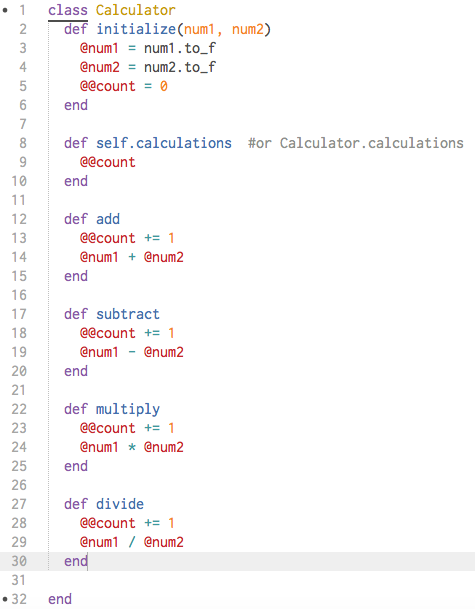 1 class Calculator
2   def initialize(num1, num2)
3     @num1 = num1.to_f
4     @num2 = num2.to_f
5     @@count = 0
6   end
7
8   def self.calculations  #or Calculator.calculations
9     @@count
10   end
11
12   def add
13     @@count += 1
14     @num1 + @num2
15   end
16
17   def subtract
18     @@count += 1
19     @num1 - @num2
20   end
21
22   def multiply
23     @@count += 1
24     @num1 * @num2
25   end
26
27   def divide
28     @@count += 1
29     @num1 / @num2
30   end
31
32 end